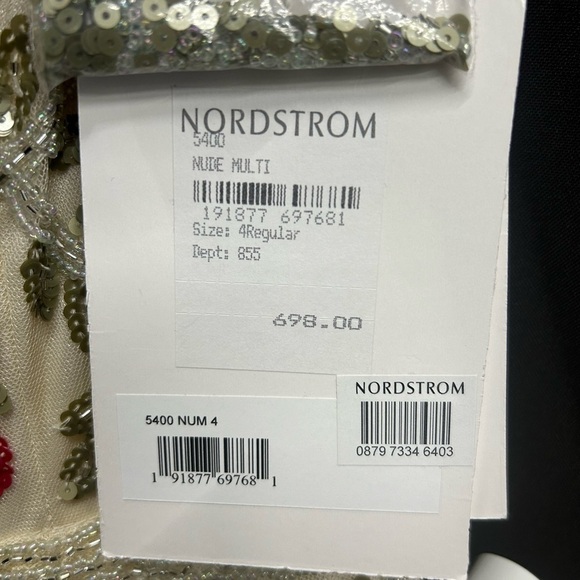 NORDSTROM
5400
NUDE MULTI
191877 697681
Size: 4Regular
Dept: 855
698.00
NORDSTROM
0879 7334 6403
5400 NUM 4
1 91877 69768 1